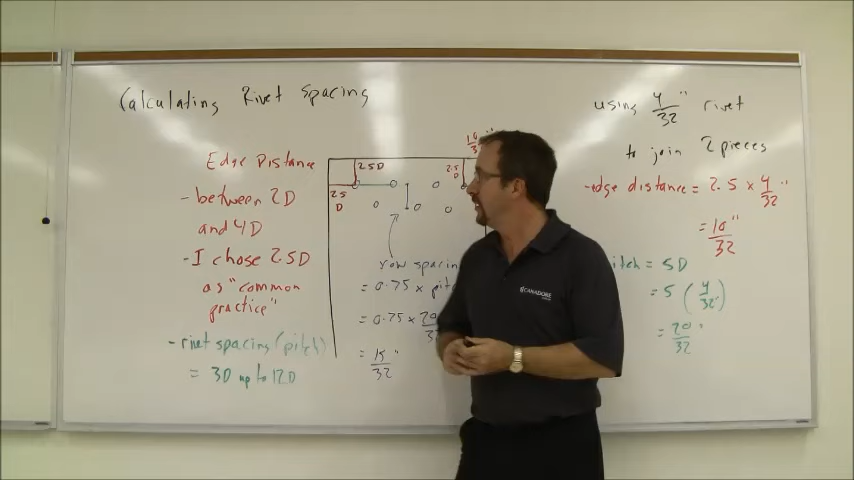 Calculating Rivet Spacing
Edge Distance
- between 2D
and 4D
- I chose 2.5D
as "common
practice"
- rivet spacing (pitch)
= 3D up to 12D
2.5D
2.5
D
2.5
D
row spacing
= 0.75 x pit
= 0.75 x 20
= 15"
32
CANADORE
using 4" rivet
32
to join 2 pieces
- edge distance = 2.5 x 4"
32
= 10"
32
pitch = 5D
= 5 (4")
32
= 20"
32